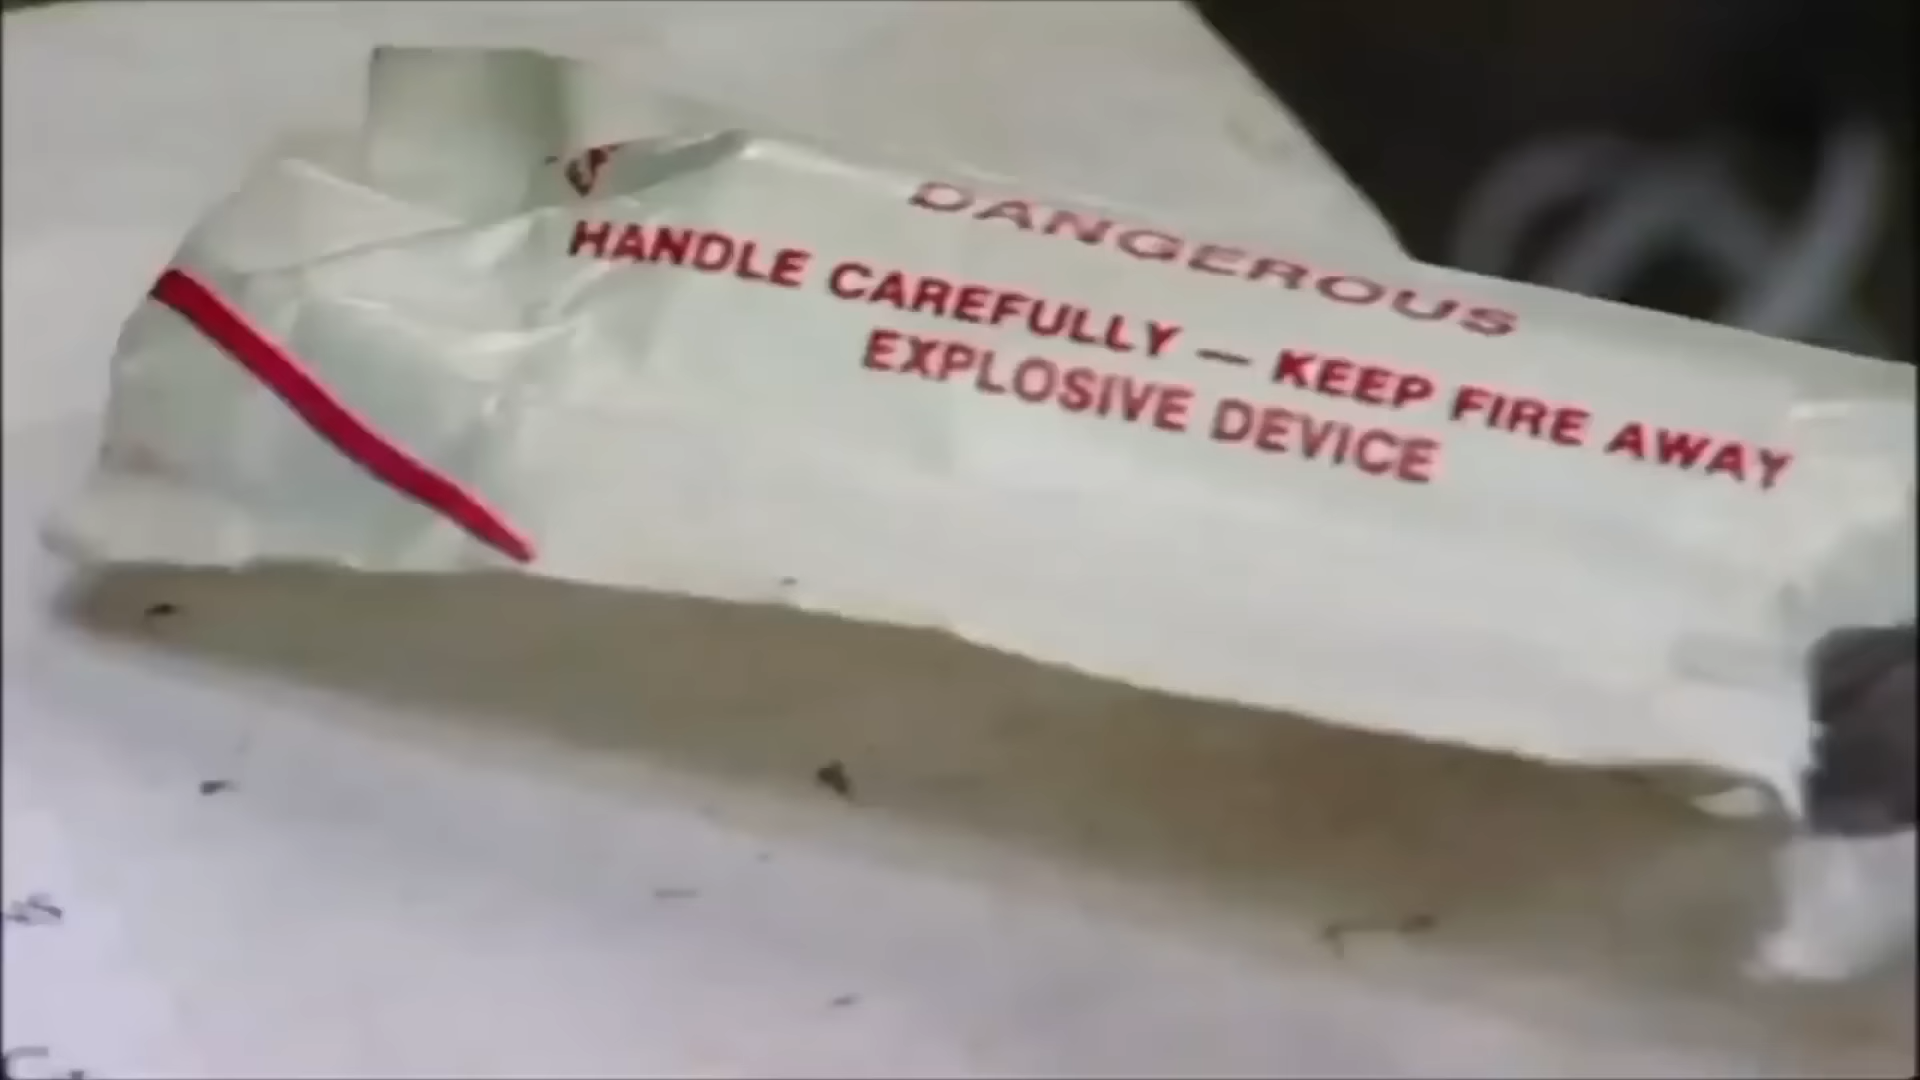 DANGEROUS
HANDLE CAREFULLY — KEEP FIRE AWAY
EXPLOSIVE DEVICE